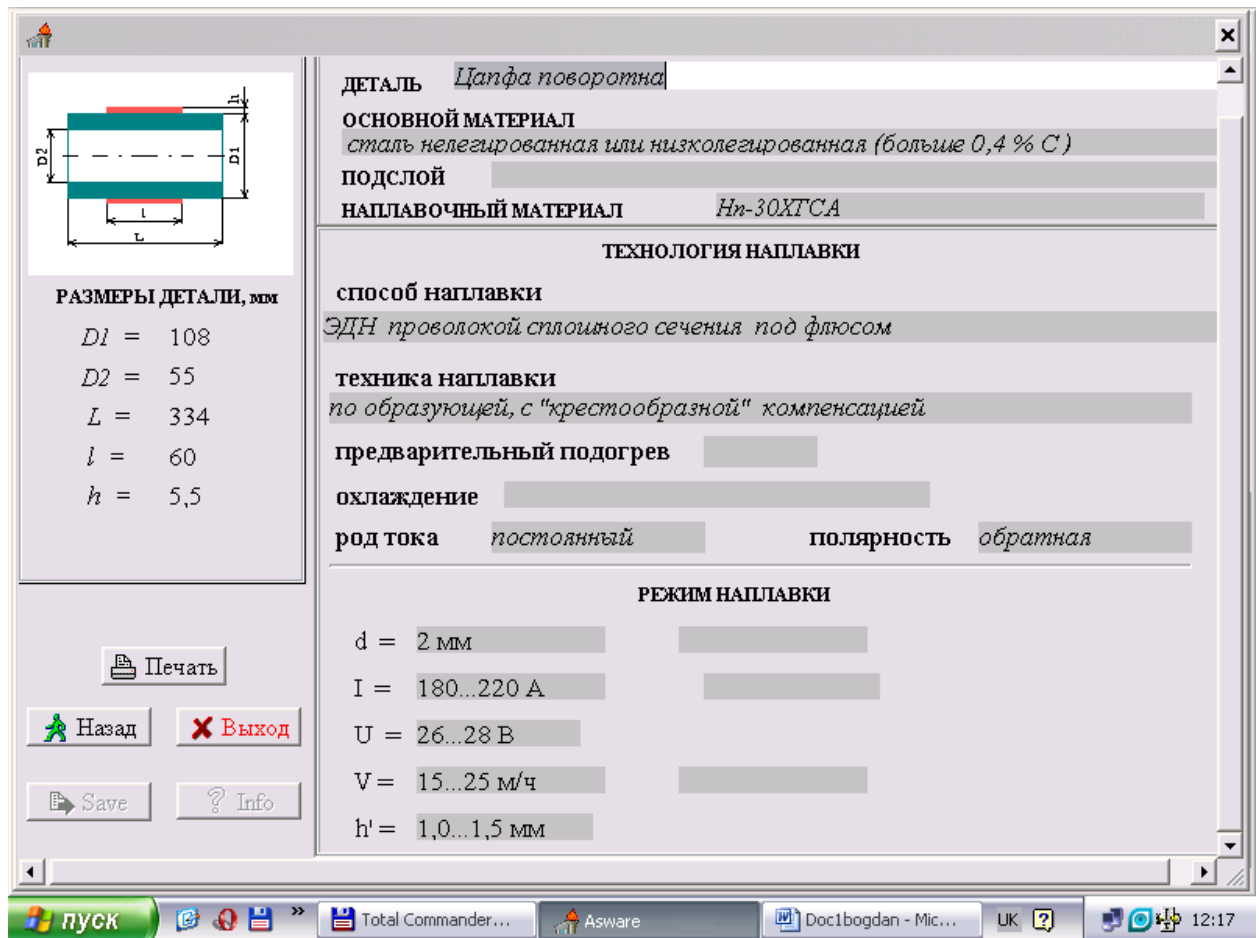 h
D2
D1
l
L
РАЗМЕРЫ ДЕТАЛИ, мм
D1 = 108
D2 = 55
L = 334
l = 60
h = 5,5
Печать
Назад
Выход
Save
Info
ДЕТАЛЬ Цапфа поворотна
ОСНОВНОЙ МАТЕРИАЛ
сталь нелегированная или низколегированная (больше 0,4 % С )
ПОДСЛОЙ
НАПЛАВОЧНЫЙ МАТЕРИАЛ Нп-30ХГСА
ТЕХНОЛОГИЯ НАПЛАВКИ
способ наплавки
ЭДН проволокой сплошного сечения под флюсом
техника наплавки
по образующей, с "крестообразной" компенсацией
предварительный подогрев
охлаждение
род тока постоянный полярность обратная
РЕЖИМ НАПЛАВКИ
d = 2 мм
I = 180...220 А
U = 26...28 В
V = 15...25 м/ч
h' = 1,0...1,5 мм
пуск » Total Commander... Asware Doc1bogdan - Mic... UK 12:17